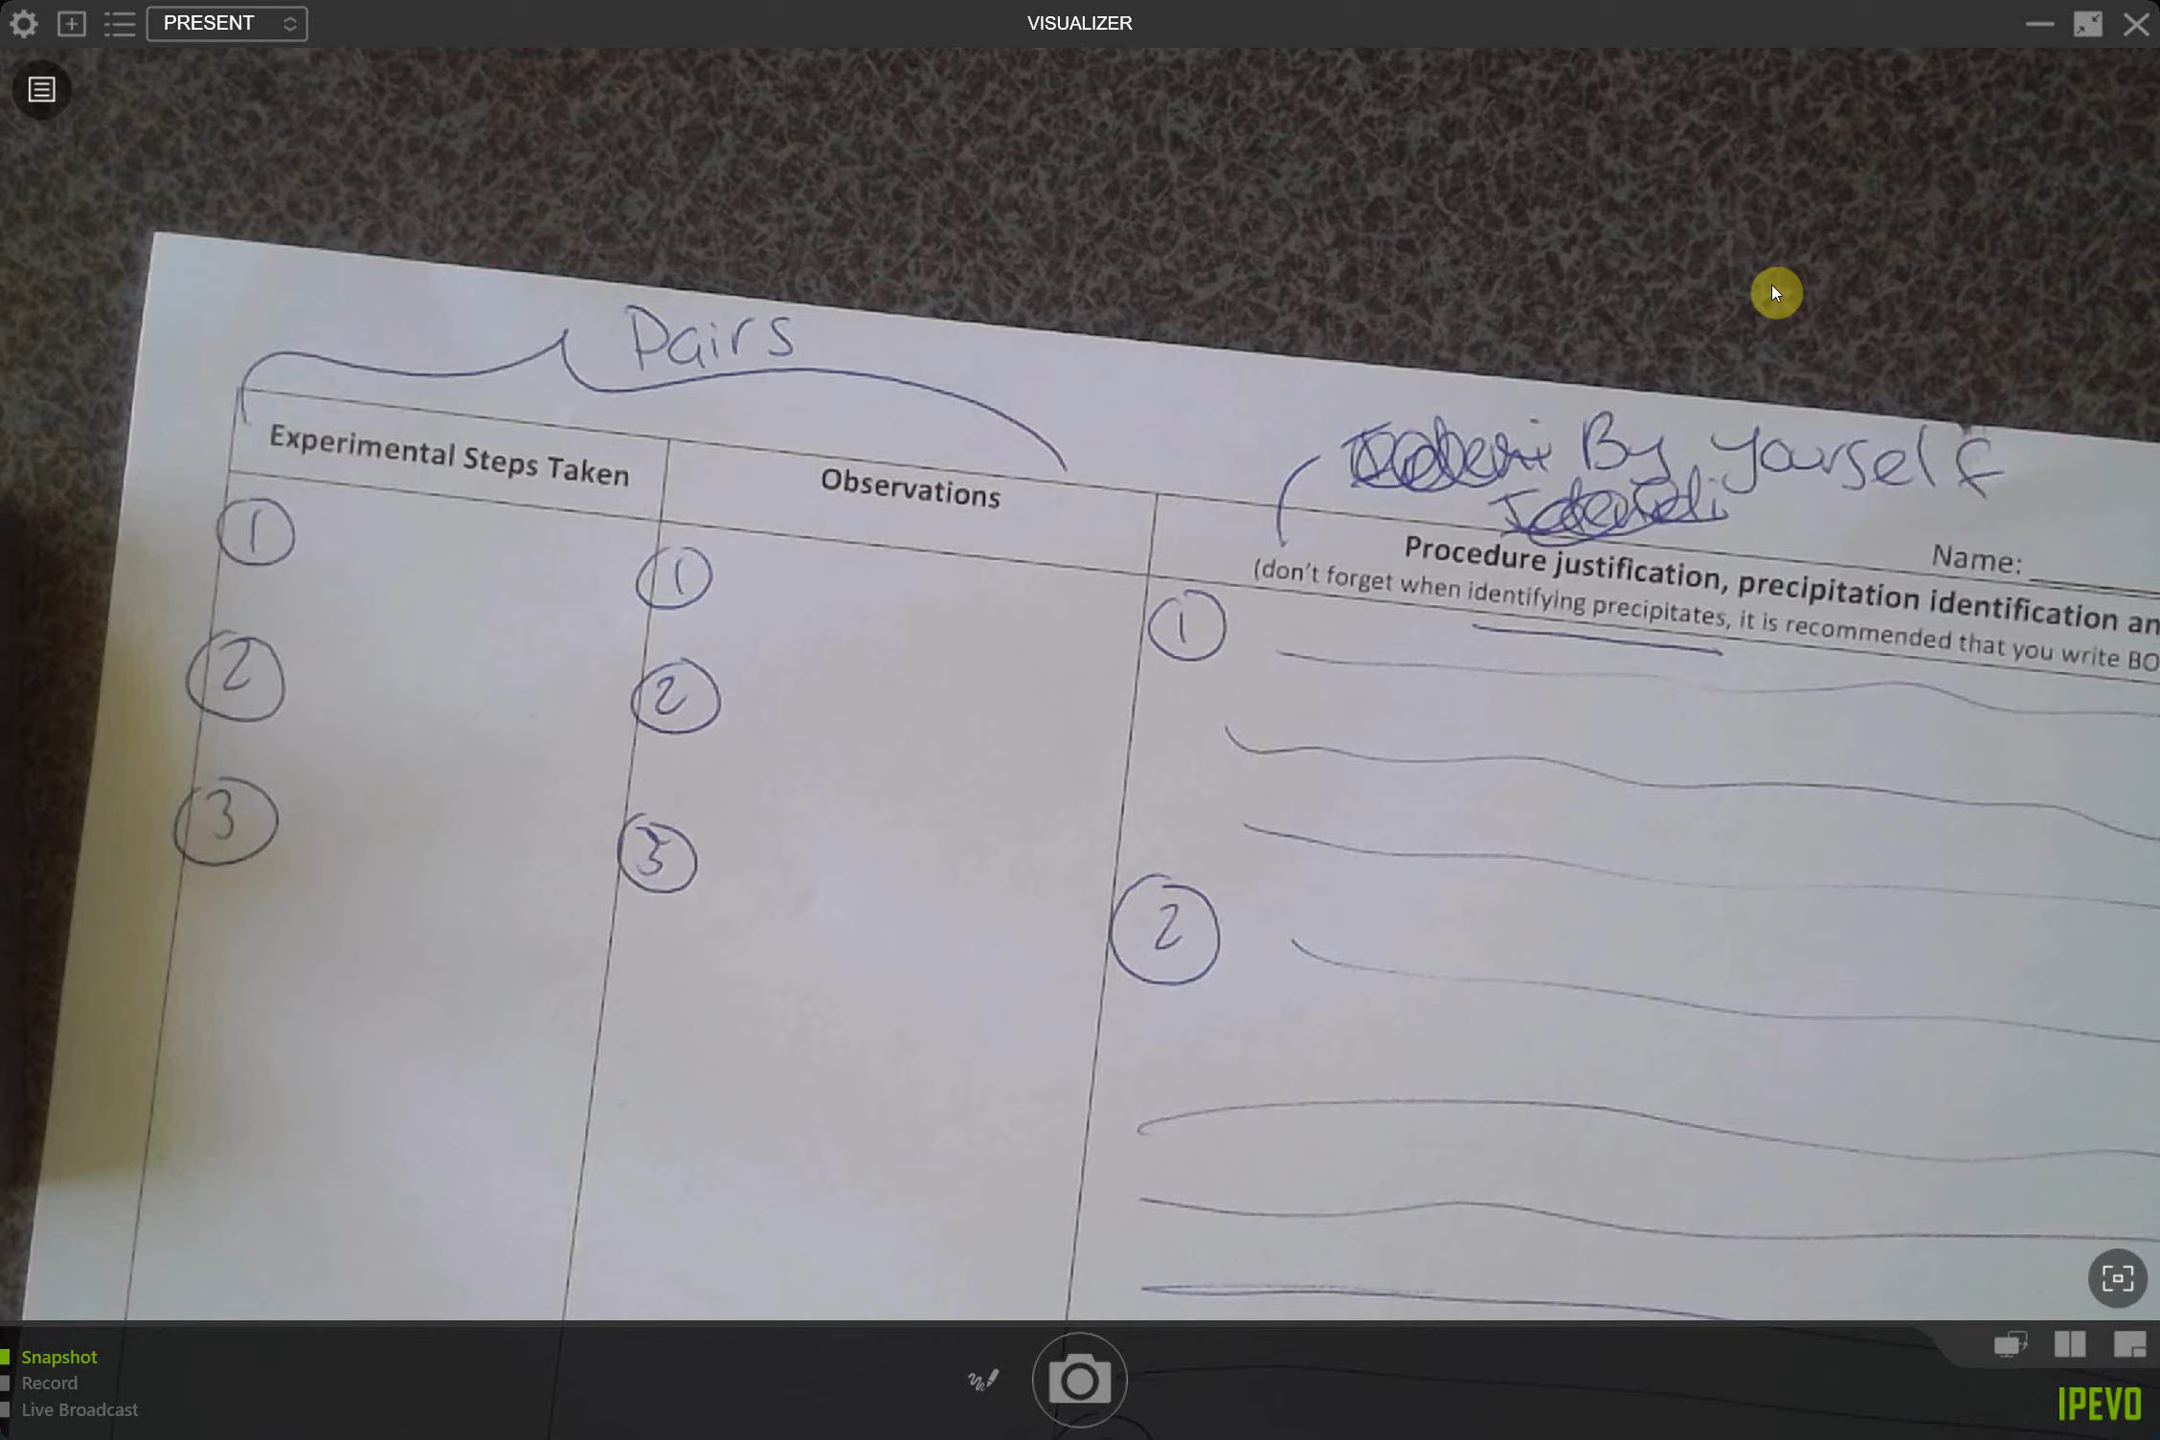 PRESENT
VISUALIZER
Pairs
By Yourself
Experimental Steps Taken
Observations
Name:
Procedure justification, precipitation identification an
(don't forget when identifying precipitates, it is recommended that you write BO
1
1
1
2
2
3
3
2
Snapshot
Record
Live Broadcast
IPEVO